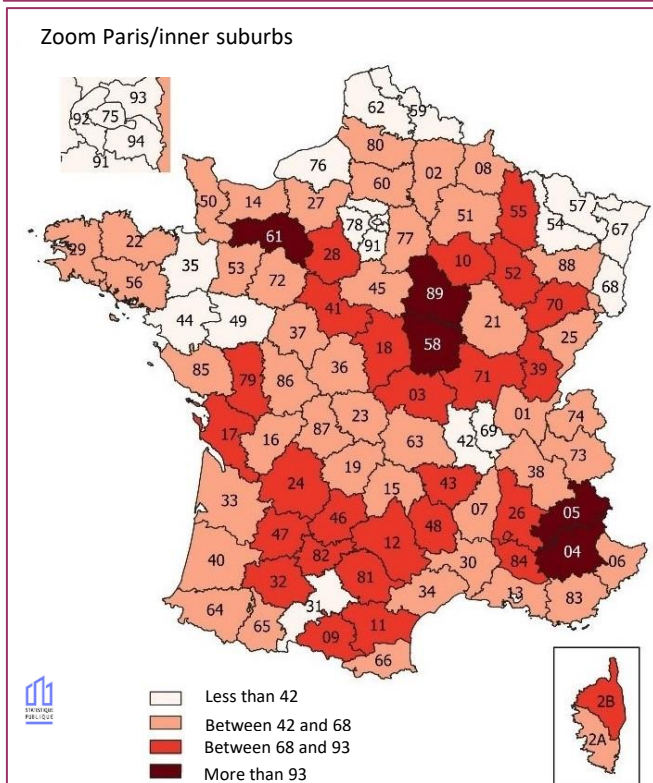 Zoom Paris/inner suburbs
93
92 75
94
91
62 59
80
76 02 08
60
50 14 27 51 55 57
54 67
78
61 91 77
29 22 28 10
35 53 52 88
56 72 45 68
89
41 70
44 49 21
37 25
18 58
85 36 39
79 86 71
03
23 01 74
17 16 87 42 69
63
19 38 73
24 15 43
33 07 26 05
46 48
47 12
04
40 82 30 84 06
32 81
31 34 13 83
64 65 11
09
66
2B
2A
STATISTIQUE
PUBLIQUE
Less than 42
Between 42 and 68
Between 68 and 93
More than 93